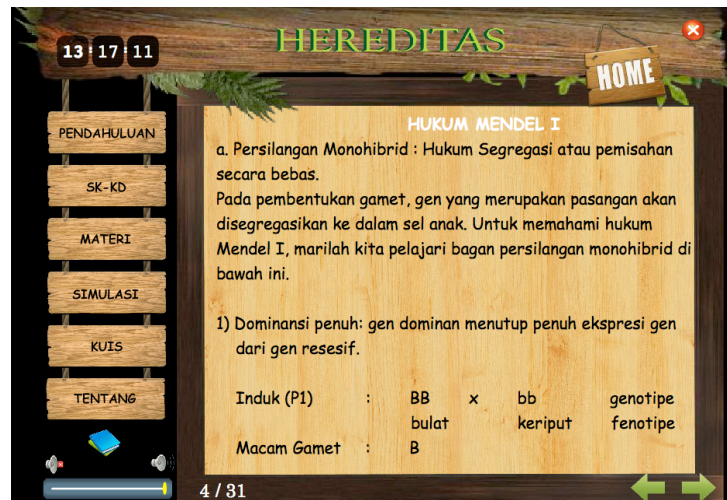 HEREDITAS
13 17 11
HOME
PENDAHULUAN
SK-KD
MATERI
SIMULASI
KUIS
TENTANG
HUKUM MENDEL I
a. Persilangan Monohibrid : Hukum Segregasi atau pemisahan
secara bebas.
Pada pembentukan gamet, gen yang merupakan pasangan akan
disegregasikan ke dalam sel anak. Untuk memahami hukum
Mendel I, marilah kita pelajari bagan persilangan monohibrid di
bawah ini.
1) Dominansi penuh: gen dominan menutup penuh ekspresi gen
dari gen resesif.
Induk (P1) : BB x bb genotipe
bulat keriput fenotipe
Macam Gamet : B
4 / 31